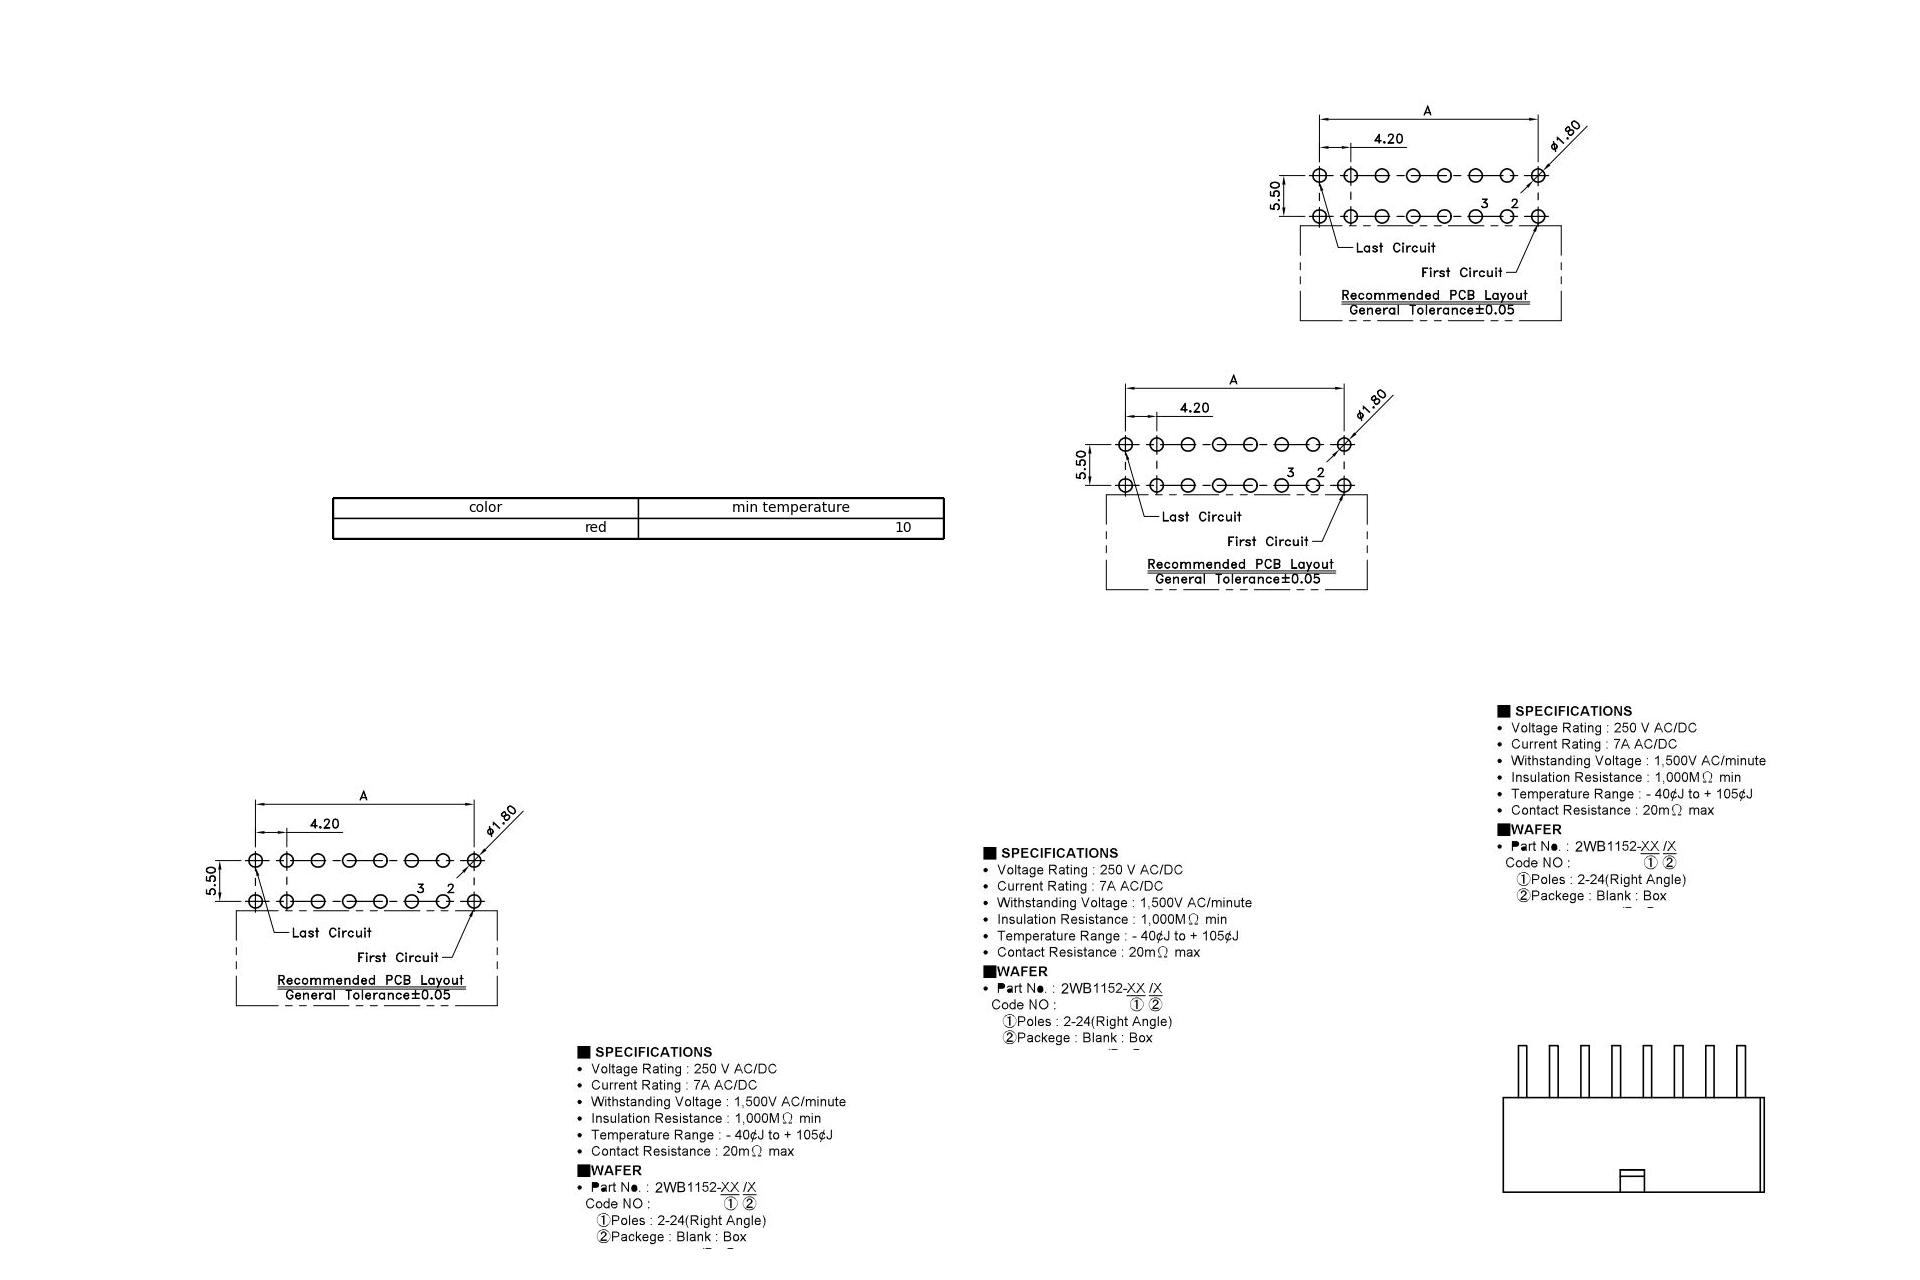 A
4.20
ø1.80
5.50
3 2
Last Circuit
First Circuit
Recommended PCB Layout
General Tolerance±0.05
A
4.20
ø1.80
5.50
3 2
Last Circuit
First Circuit
Recommended PCB Layout
General Tolerance±0.05
color min temperature
red 10
■ SPECIFICATIONS
• Voltage Rating : 250 V AC/DC
• Current Rating : 7A AC/DC
• Withstanding Voltage : 1,500V AC/minute
• Insulation Resistance : 1,000MΩ min
• Temperature Range : - 40¢J to + 105¢J
• Contact Resistance : 20mΩ max
■WAFER
• Part No. : 2WB1152-XX /X
Code NO : ① ②
①Poles : 2-24(Right Angle)
②Packege : Blank : Box
A
4.20
ø1.80
5.50
3 2
Last Circuit
First Circuit
Recommended PCB Layout
General Tolerance±0.05
■ SPECIFICATIONS
• Voltage Rating : 250 V AC/DC
• Current Rating : 7A AC/DC
• Withstanding Voltage : 1,500V AC/minute
• Insulation Resistance : 1,000MΩ min
• Temperature Range : - 40¢J to + 105¢J
• Contact Resistance : 20mΩ max
■WAFER
• Part No. : 2WB1152-XX /X
Code NO : ① ②
①Poles : 2-24(Right Angle)
②Packege : Blank : Box
■ SPECIFICATIONS
• Voltage Rating : 250 V AC/DC
• Current Rating : 7A AC/DC
• Withstanding Voltage : 1,500V AC/minute
• Insulation Resistance : 1,000MΩ min
• Temperature Range : - 40¢J to + 105¢J
• Contact Resistance : 20mΩ max
■WAFER
• Part No. : 2WB1152-XX /X
Code NO : ① ②
①Poles : 2-24(Right Angle)
②Packege : Blank : Box